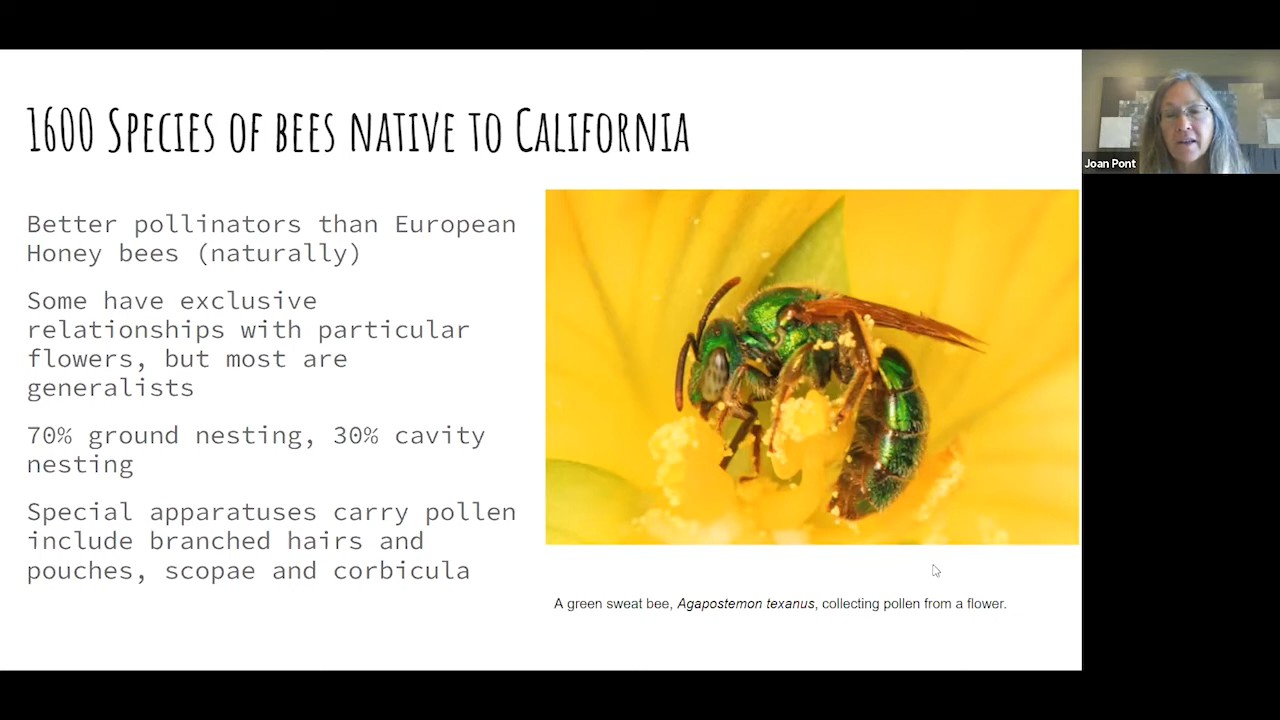 1600 Species of bees native to California
Joan Pont
Better pollinators than European
Honey bees (naturally)
Some have exclusive
relationships with particular
flowers, but most are
generalists
70% ground nesting, 30% cavity
nesting
Special apparatuses carry pollen
include branched hairs and
pouches, scopae and corbicula
A green sweat bee, Agapostemon texanus, collecting pollen from a flower.